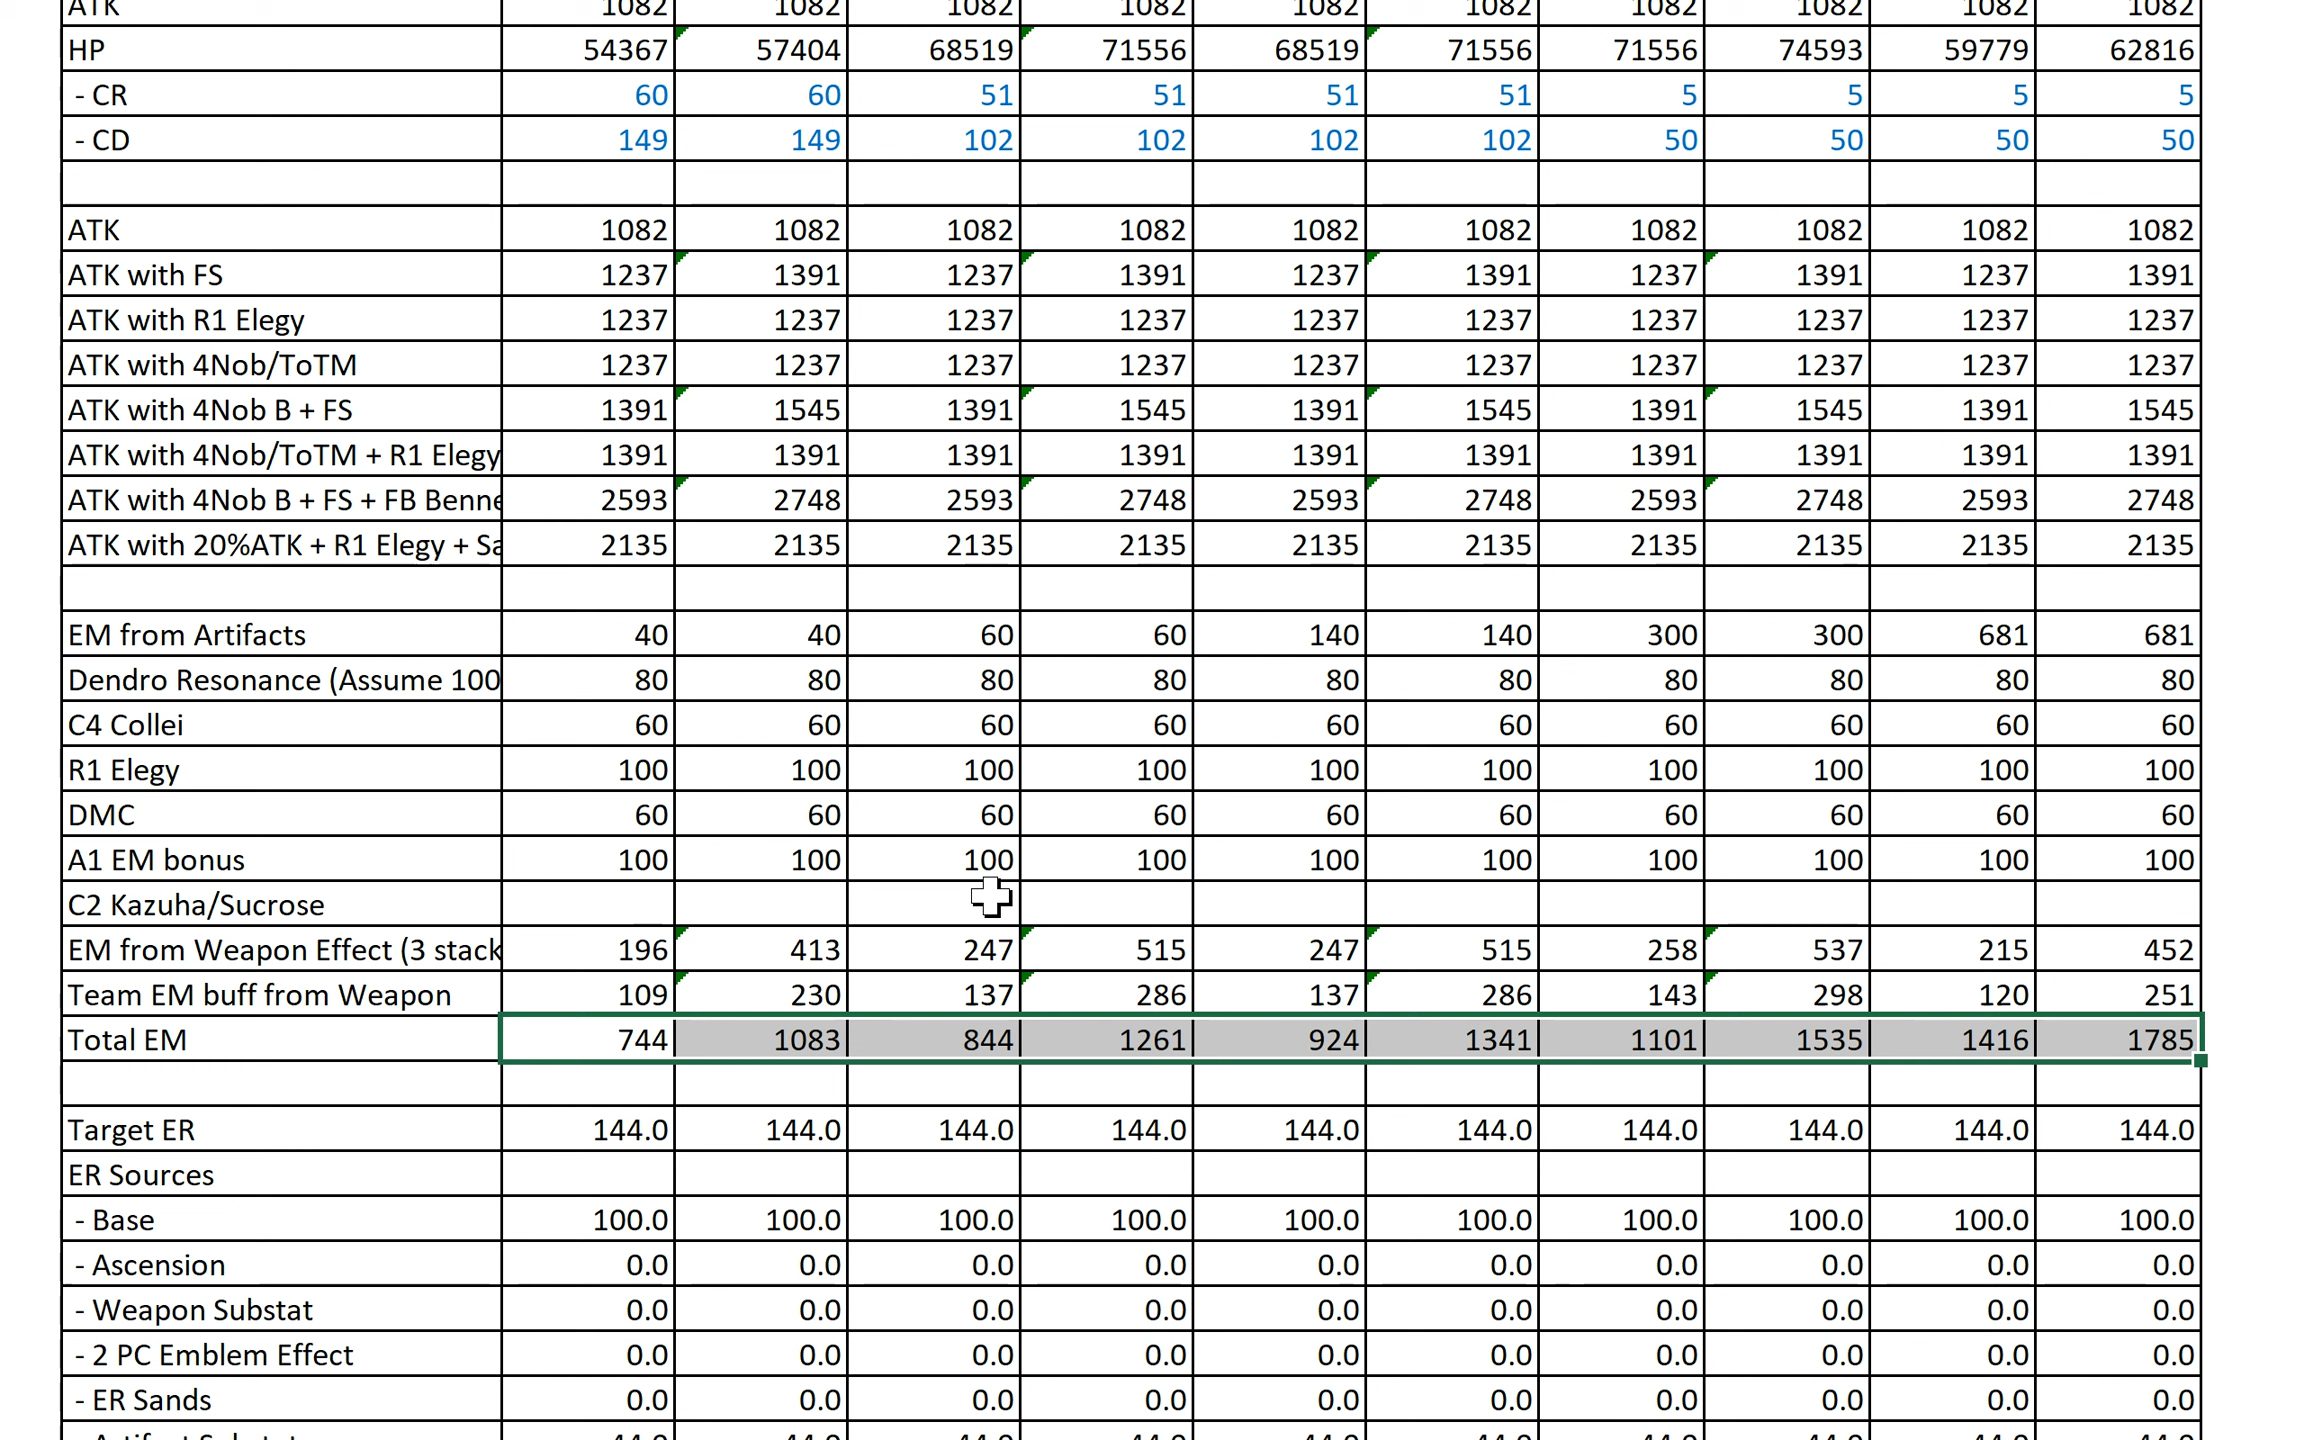 ATK 1082 1082 1082 1082 1082 1082 1082 1082 1082 1082
HP 54367 57404 68519 71556 68519 71556 71556 74593 59779 62816
- CR 60 60 51 51 51 51 5 5 5 5
- CD 149 149 102 102 102 102 50 50 50 50
ATK 1082 1082 1082 1082 1082 1082 1082 1082 1082 1082
ATK with FS 1237 1391 1237 1391 1237 1391 1237 1391 1237 1391
ATK with R1 Elegy 1237 1237 1237 1237 1237 1237 1237 1237 1237 1237
ATK with 4Nob/ToTM 1237 1237 1237 1237 1237 1237 1237 1237 1237 1237
ATK with 4Nob B + FS 1391 1545 1391 1545 1391 1545 1391 1545 1391 1545
ATK with 4Nob/ToTM + R1 Elegy 1391 1391 1391 1391 1391 1391 1391 1391 1391 1391
ATK with 4Nob B + FS + FB Benne 2593 2748 2593 2748 2593 2748 2593 2748 2593 2748
ATK with 20%ATK + R1 Elegy + Sa 2135 2135 2135 2135 2135 2135 2135 2135 2135 2135
EM from Artifacts 40 40 60 60 140 140 300 300 681 681
Dendro Resonance (Assume 100 80 80 80 80 80 80 80 80 80 80
C4 Collei 60 60 60 60 60 60 60 60 60 60
R1 Elegy 100 100 100 100 100 100 100 100 100 100
DMC 60 60 60 60 60 60 60 60 60 60
A1 EM bonus 100 100 100 100 100 100 100 100 100 100
C2 Kazuha/Sucrose
EM from Weapon Effect (3 stack 196 413 247 515 247 515 258 537 215 452
Team EM buff from Weapon 109 230 137 286 137 286 143 298 120 251
Total EM 744 1083 844 1261 924 1341 1101 1535 1416 1785
Target ER 144.0 144.0 144.0 144.0 144.0 144.0 144.0 144.0 144.0 144.0
ER Sources
- Base 100.0 100.0 100.0 100.0 100.0 100.0 100.0 100.0 100.0 100.0
- Ascension 0.0 0.0 0.0 0.0 0.0 0.0 0.0 0.0 0.0 0.0
- Weapon Substat 0.0 0.0 0.0 0.0 0.0 0.0 0.0 0.0 0.0 0.0
- 2 PC Emblem Effect 0.0 0.0 0.0 0.0 0.0 0.0 0.0 0.0 0.0 0.0
- ER Sands 0.0 0.0 0.0 0.0 0.0 0.0 0.0 0.0 0.0 0.0